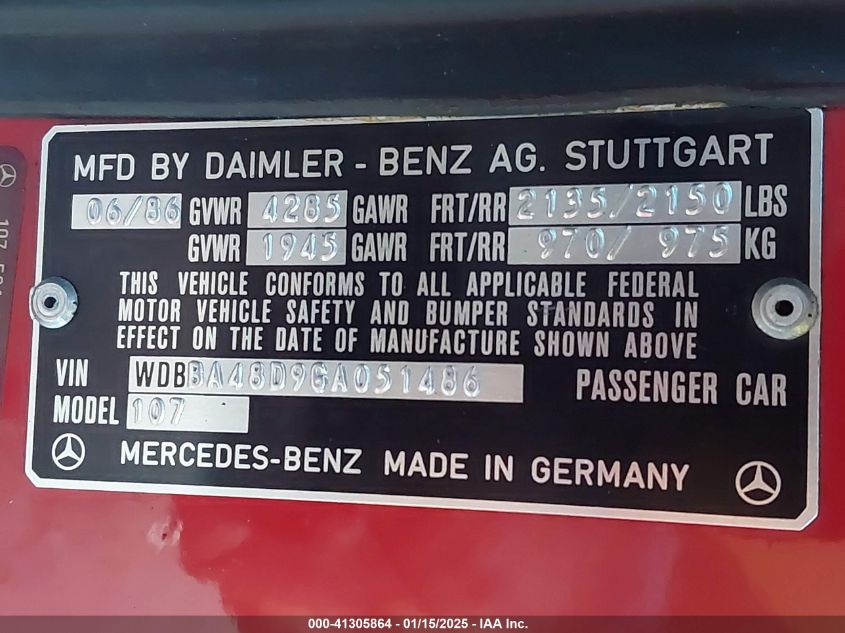 MFD BY DAIMLER - BENZ AG. STUTTGART
06/86 GVWR 4285 GAWR FRT/RR 2135/2150 LBS
GVWR 1945 GAWR FRT/RR 970/ 975 KG
THIS VEHICLE CONFORMS TO ALL APPLICABLE FEDERAL
MOTOR VEHICLE SAFETY AND BUMPER STANDARDS IN
EFFECT ON THE DATE OF MANUFACTURE SHOWN ABOVE
VIN WDBBA48D9GA051486 PASSENGER CAR
MODEL 107
MERCEDES-BENZ MADE IN GERMANY
107
000-41305864 - 01/15/2025 - IAA Inc.